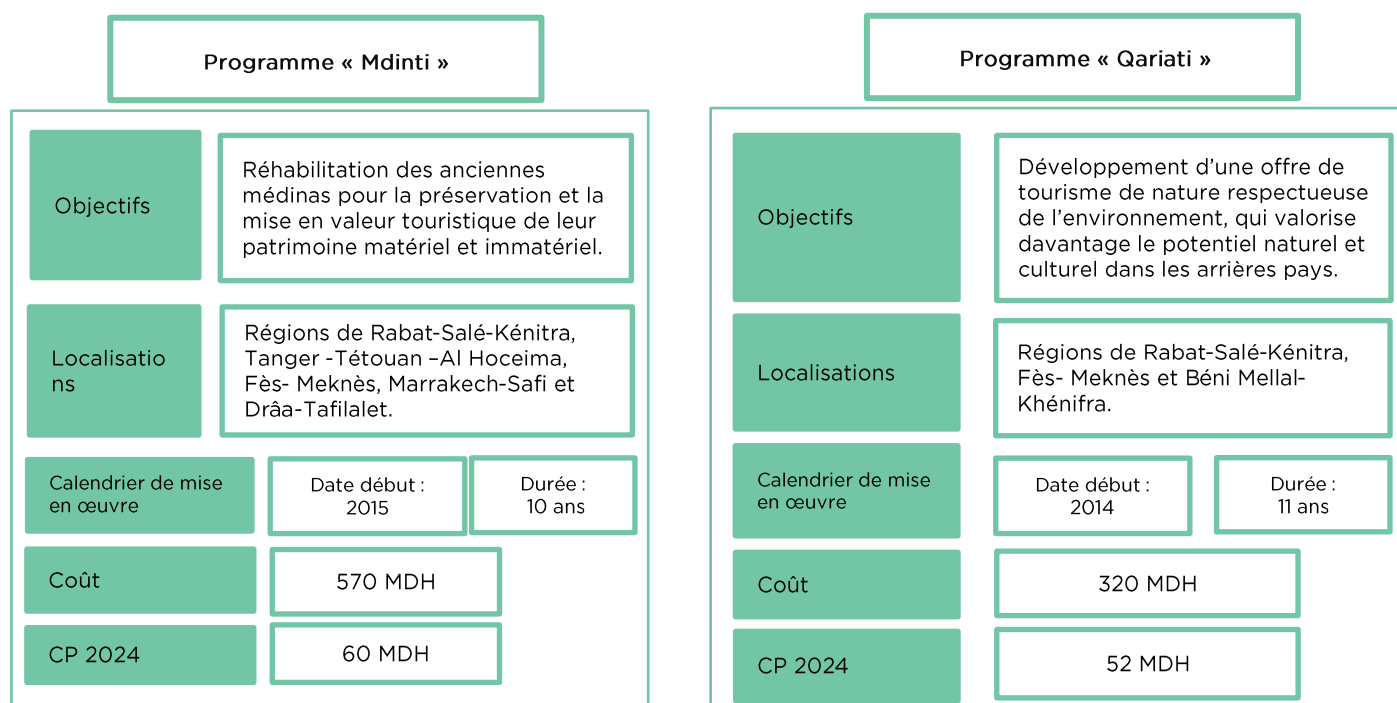 Programme « Mdinti »
Objectifs
Réhabilitation des anciennes
médinas pour la préservation et la
mise en valeur touristique de leur
patrimoine matériel et immatériel.
Localisatio
ns
Régions de Rabat-Salé-Kénitra,
Tanger -Tétouan –Al Hoceima,
Fès- Meknès, Marrakech-Safi et
Drâa-Tafilalet.
Calendrier de mise
en œuvre
Date début :
2015
Durée :
10 ans
Coût
570 MDH
CP 2024
60 MDH
Programme « Qariati »
Objectifs
Développement d’une offre de
tourisme de nature respectueuse
de l’environnement, qui valorise
davantage le potentiel naturel et
culturel dans les arrières pays.
Localisations
Régions de Rabat-Salé-Kénitra,
Fès- Meknès et Béni Mellal-
Khénifra.
Calendrier de mise
en œuvre
Date début :
2014
Durée :
11 ans
Coût
320 MDH
CP 2024
52 MDH